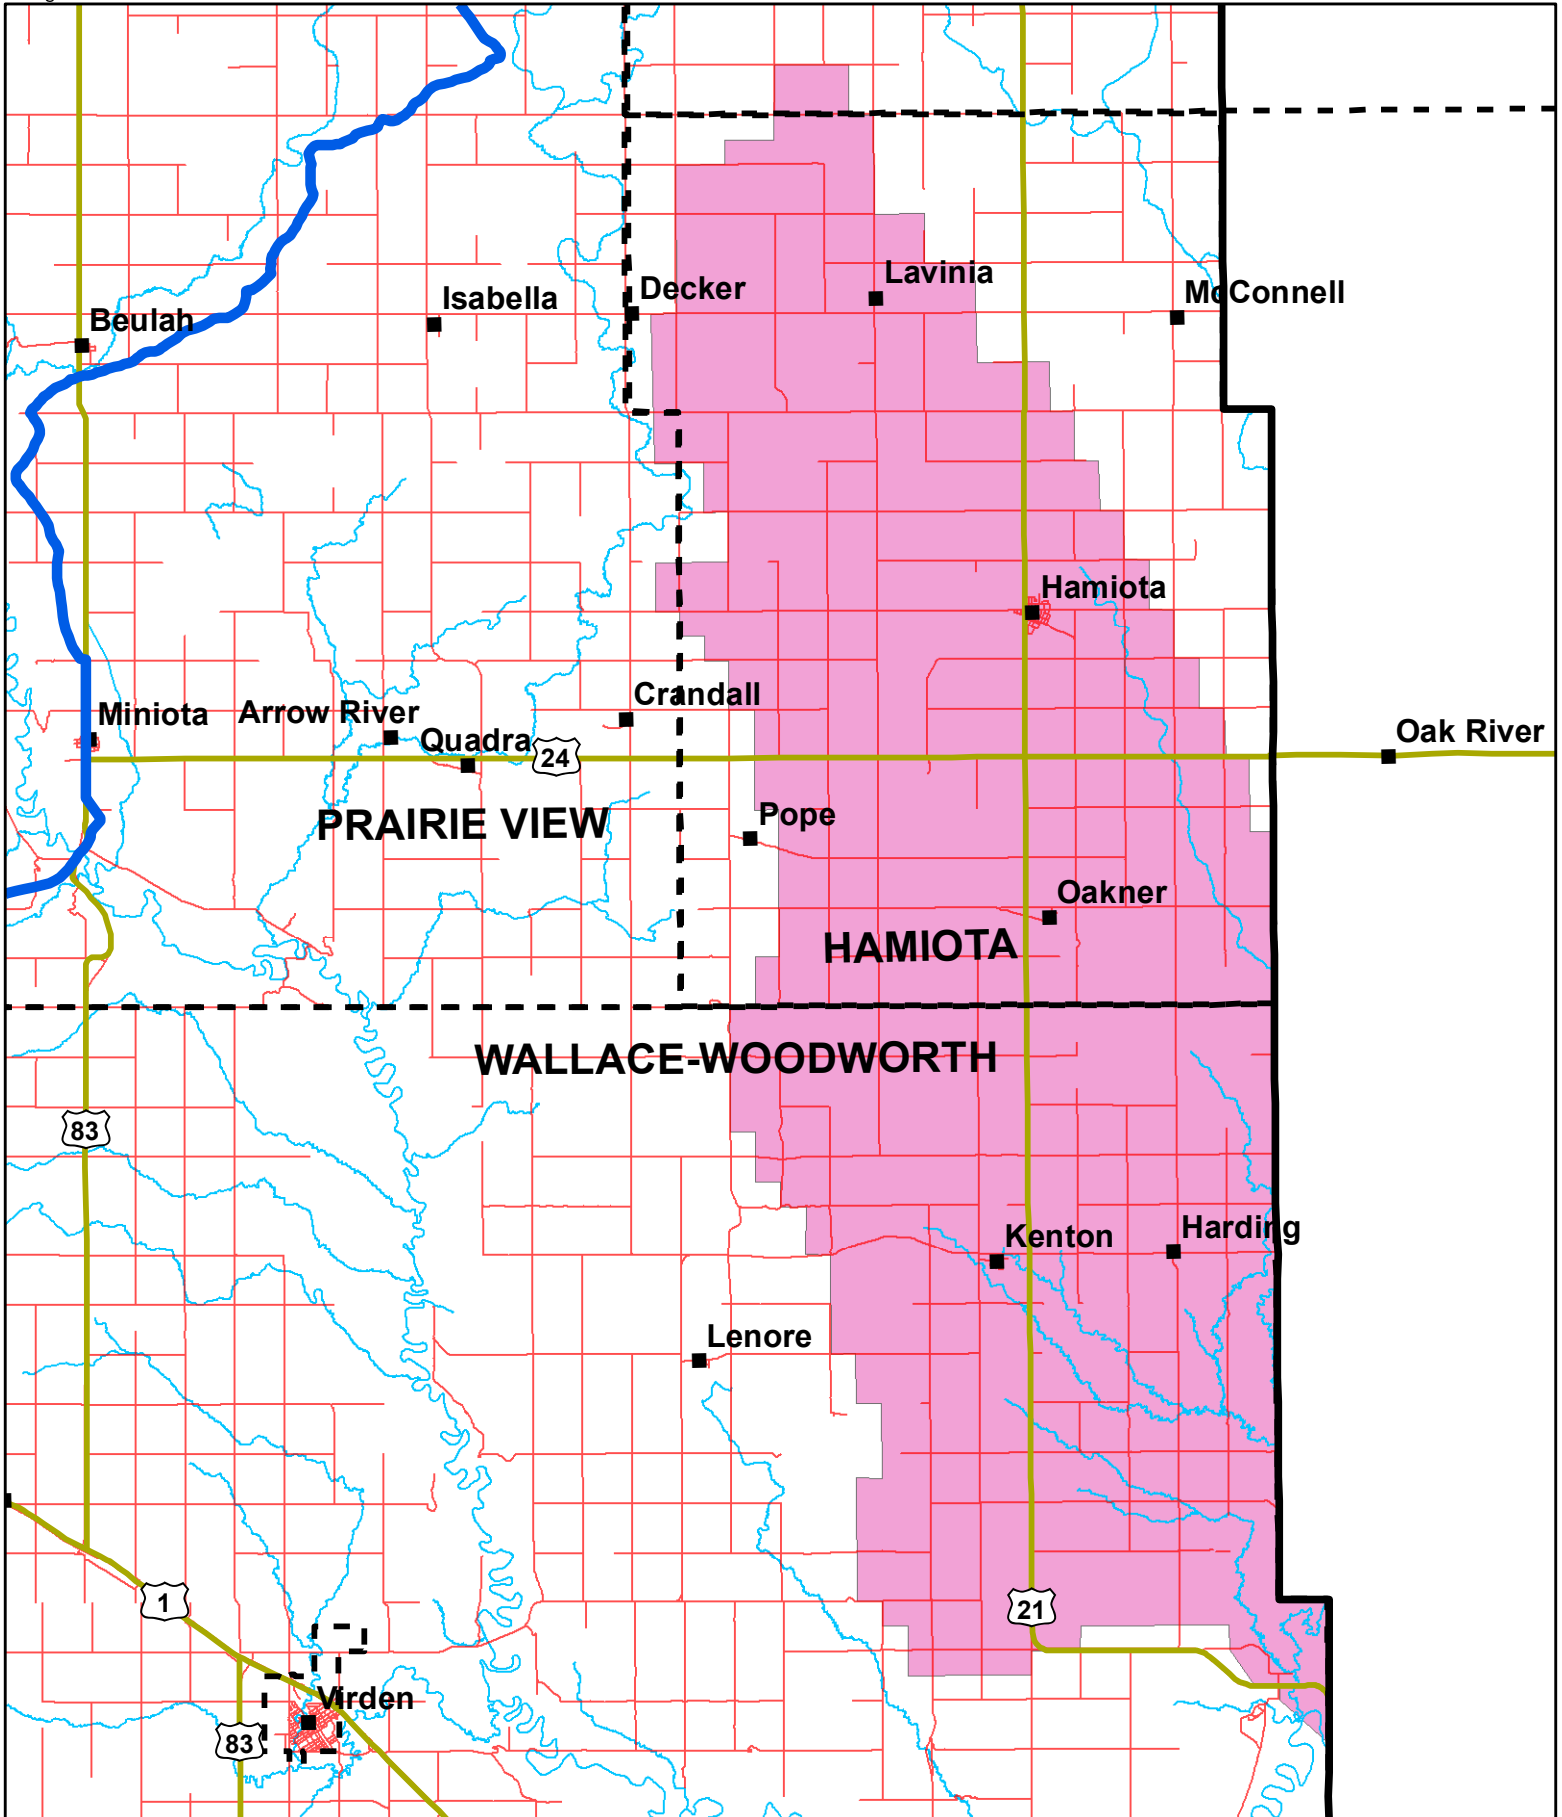 Lavinia
Decker
McConnell
Isabella
Beulah
Hamiota
Crandall
Miniota
Arrow River
Oak River
Quadra
24
Pope
PRAIRIE VIEW
Oakner
HAMIOTA
WALLACE-WOODWORTH
83
Harding
Kenton
Lenore
1
21
Virden
83